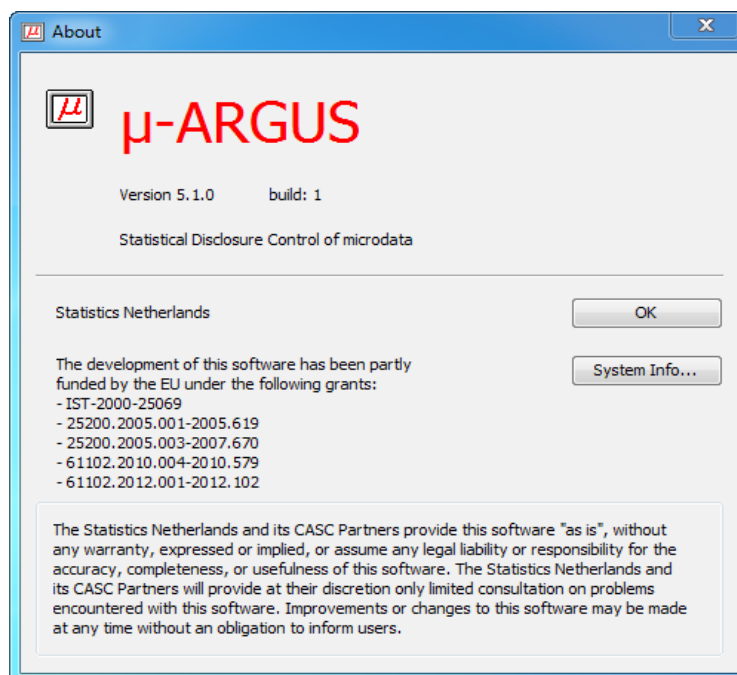 μ About
X
μ
μ-ARGUS
Version 5.1.0 build: 1
Statistical Disclosure Control of microdata
Statistics Netherlands
OK
The development of this software has been partly
funded by the EU under the following grants:
System Info...
- IST-2000-25069
- 25200.2005.001-2005.619
- 25200.2005.003-2007.670
- 61102.2010.004-2010.579
- 61102.2012.001-2012.102
The Statistics Netherlands and its CASC Partners provide this software "as is", without
any warranty, expressed or implied, or assume any legal liability or responsibility for the
accuracy, completeness, or usefulness of this software. The Statistics Netherlands and
its CASC Partners will provide at their discretion only limited consultation on problems
encountered with this software. Improvements or changes to this software may be made
at any time without an obligation to inform users.